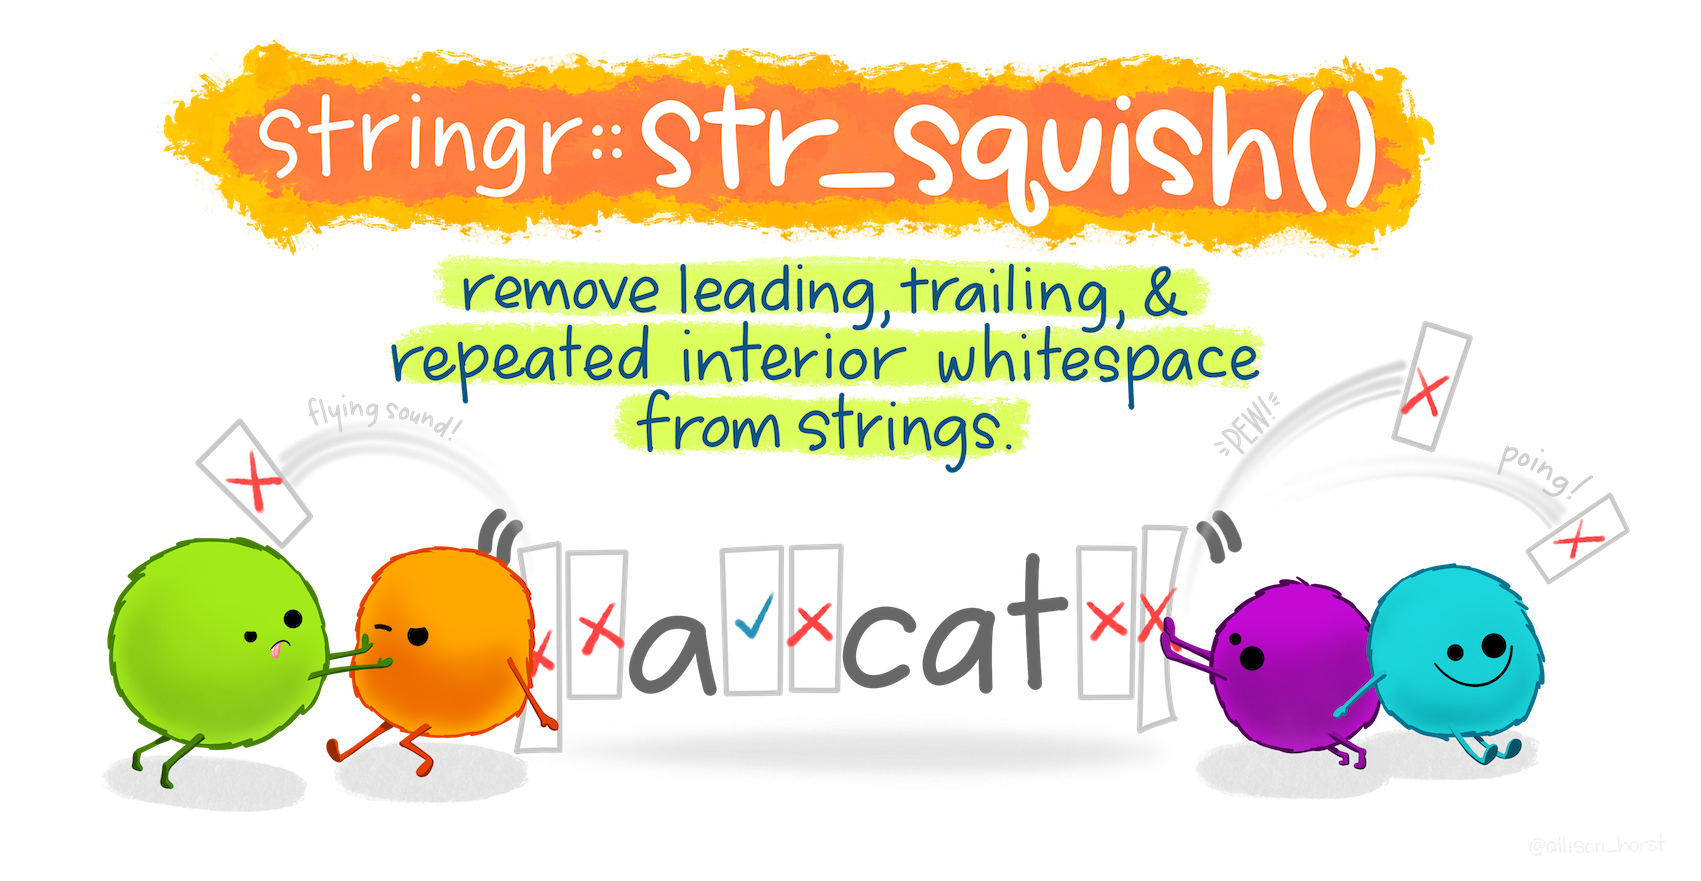 stringr::str_squish()
remove leading, trailing, &
repeated interior whitespace
from strings.
flying sound!
PEW!
poing!
a cat
@allison_horst